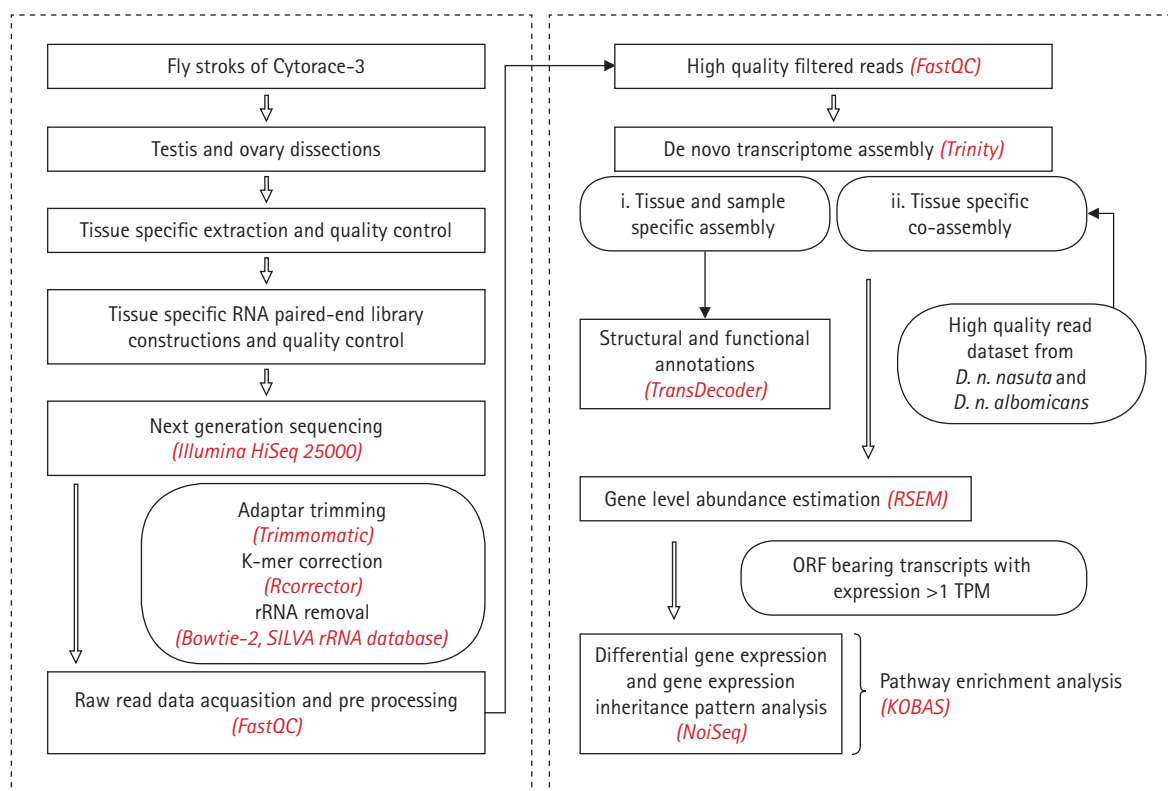 Fly stroks of Cytorace-3
Testis and ovary dissections
Tissue specific extraction and quality control
Tissue specific RNA paired-end library
constructions and quality control
Next generation sequencing
(Illumina HiSeq 25000)
Adaptar trimming
(Trimmomatic)
K-mer correction
(Rcorrector)
rRNA removal
(Bowtie-2, SILVA rRNA database)
Raw read data acquasition and pre processing
(FastQC)
High quality filtered reads (FastQC)
De novo transcriptome assembly (Trinity)
i. Tissue and sample
specific assembly
ii. Tissue specific
co-assembly
Structural and functional
annotations
(TransDecoder)
High quality read
dataset from
D. n. nasuta and
D. n. albomicans
Gene level abundance estimation (RSEM)
ORF bearing transcripts with
expression >1 TPM
Differential gene expression
and gene expression
inheritance pattern analysis
(NoiSeq)
Pathway enrichment analysis
(KOBAS)